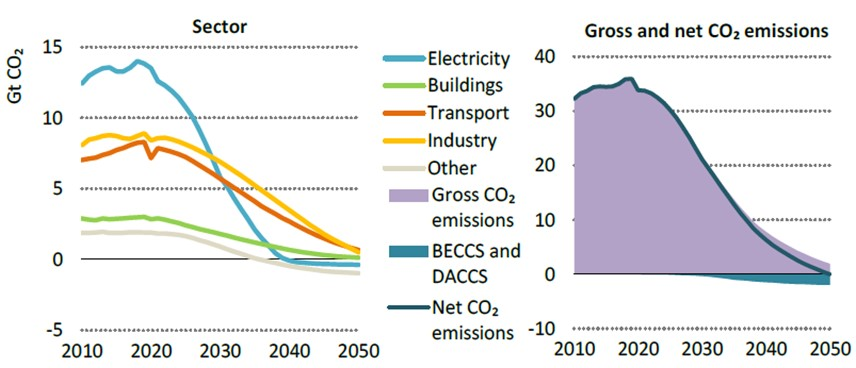 Sector
Gt CO₂
15
10
5
0
-5
2010 2020 2030 2040 2050
Electricity
Buildings
Transport
Industry
Other
Gross CO₂
emissions
BECCS and
DACCS
Net CO₂
emissions
Gross and net CO₂ emissions
40
30
20
10
0
-10
2010 2020 2030 2040 2050